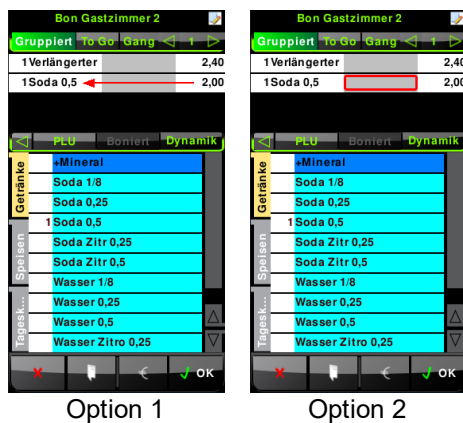 Bon Gastzimmer 2
Gruppiert To Go Gang 1
1 Verlängerter 2,40
1 Soda 0,5 2,00
PLU Boniert Dynamik
Getränke
Speisen
Tagesk...
+Mineral
Soda 1/8
Soda 0,25
1 Soda 0,5
Soda Zitr 0,25
Soda Zitr 0,5
Wasser 1/8
Wasser 0,25
Wasser 0,5
Wasser Zitro 0,25
X € √ OK
Option 1
Bon Gastzimmer 2
Gruppiert To Go Gang 1
1 Verlängerter 2,40
1 Soda 0,5 2,00
PLU Boniert Dynamik
Getränke
Speisen
Tagesk...
+Mineral
Soda 1/8
Soda 0,25
1 Soda 0,5
Soda Zitr 0,25
Soda Zitr 0,5
Wasser 1/8
Wasser 0,25
Wasser 0,5
Wasser Zitro 0,25
X € √ OK
Option 2